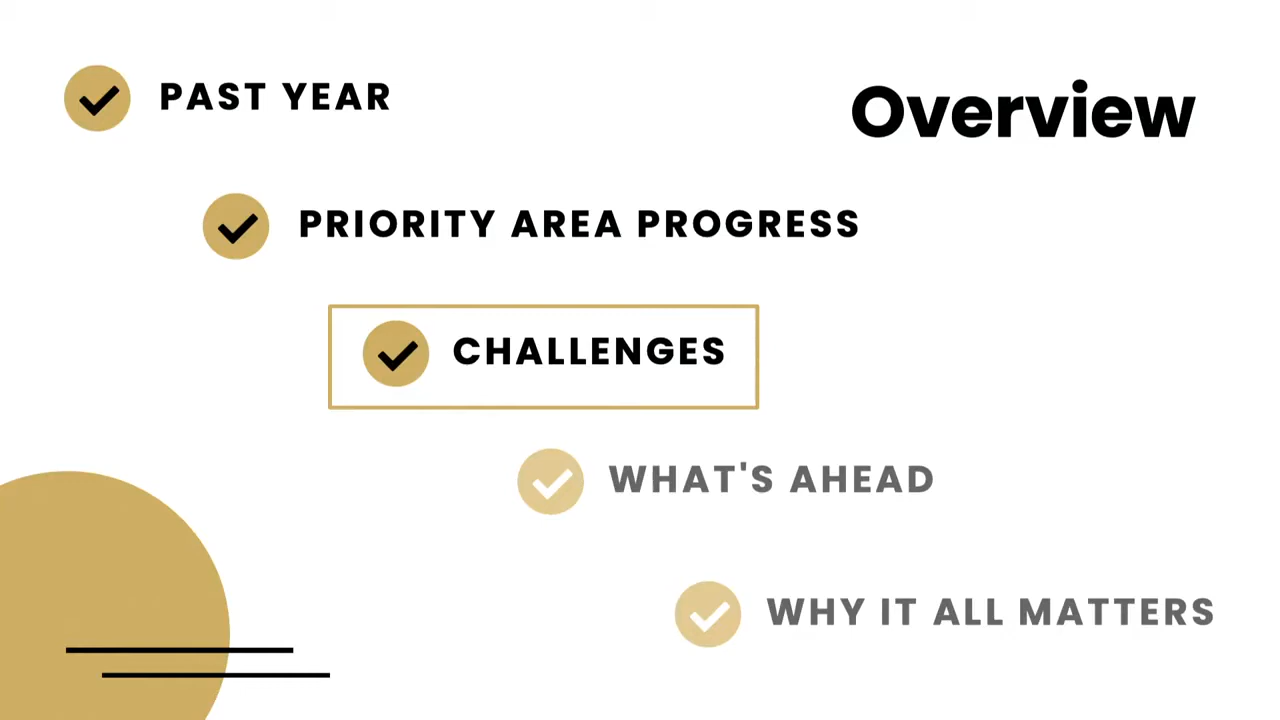 PAST YEAR
Overview
PRIORITY AREA PROGRESS
CHALLENGES
WHAT'S AHEAD
WHY IT ALL MATTERS